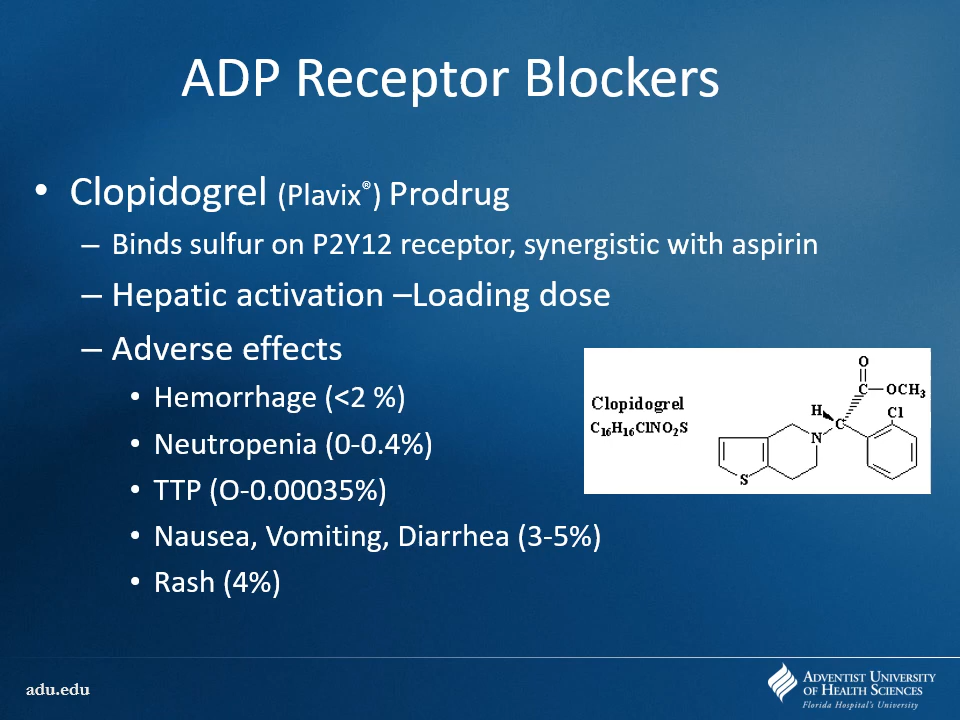 ADP Receptor Blockers
• Clopidogrel (Plavix®) Prodrug
– Binds sulfur on P2Y12 receptor, synergistic with aspirin
– Hepatic activation –Loading dose
– Adverse effects
• Hemorrhage (<2 %)
• Neutropenia (0-0.4%)
• TTP (O-0.00035%)
• Nausea, Vomiting, Diarrhea (3-5%)
• Rash (4%)
Clopidogrel
C₁₆H₁₆ClNO₂S
O
C OCH₃
H
C
Cl
N
S
adu.edu
ADVENTIST UNIVERSITY
OF HEALTH SCIENCES
Florida Hospital's University